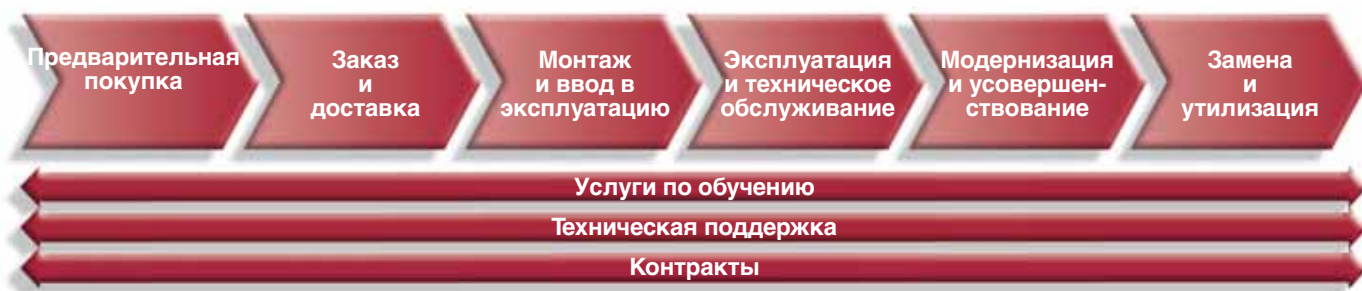 Предварительная
покупка
Заказ
и
доставка
Монтаж
и ввод в
эксплуатацию
Эксплуатация
и техническое
обслуживание
Модернизация
и усовершен-
ствование
Замена
и
утилизация
Услуги по обучению
Техническая поддержка
Контракты